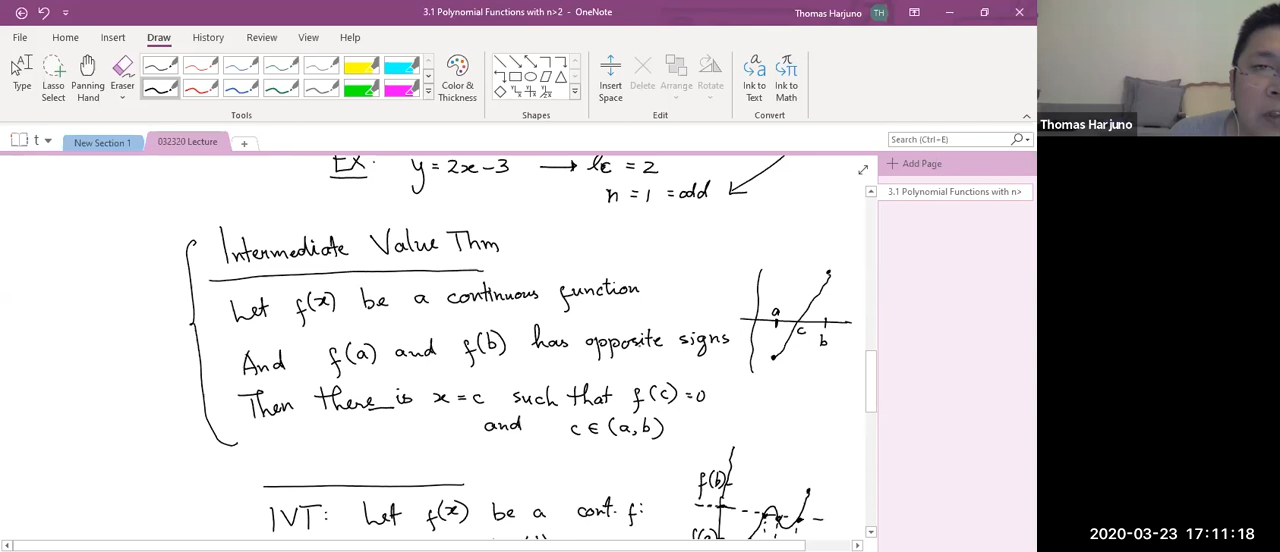 3.1 Polynomial Functions with n>2 - OneNote
Thomas Harjuno TH
File Home Insert Draw History Review View Help
Type Lasso Select Panning Hand Eraser Color & Thickness Insert Space Delete Arrange Rotate Ink to Text Ink to Math
Tools Shapes Edit Convert
t New Section 1 032320 Lecture Search (Ctrl+E)
Add Page
3.1 Polynomial Functions with n>
Thomas Harjuno
EX: y = 2x - 3 → lc = 2
n = 1 = odd
Intermediate Value Thm
Let f(x) be a continuous function
And f(a) and f(b) has opposite signs
Then there is x = c such that f(c) = 0
and c ∈ (a, b)
a
c
b
f(b)
IVT: Let f(x) be a cont. f:
2020-03-23 17:11:18